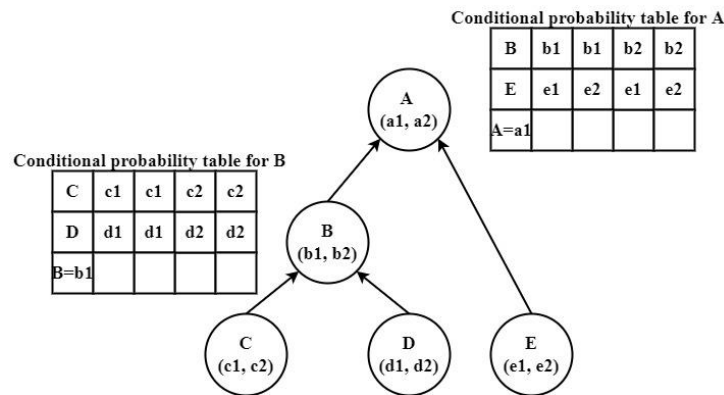 Conditional probability table for A
B b1 b1 b2 b2
E e1 e2 e1 e2
A=a1
A
(a1, a2)
Conditional probability table for B
C c1 c1 c2 c2
D d1 d1 d2 d2
B=b1
B
(b1, b2)
C
(c1, c2)
D
(d1, d2)
E
(e1, e2)